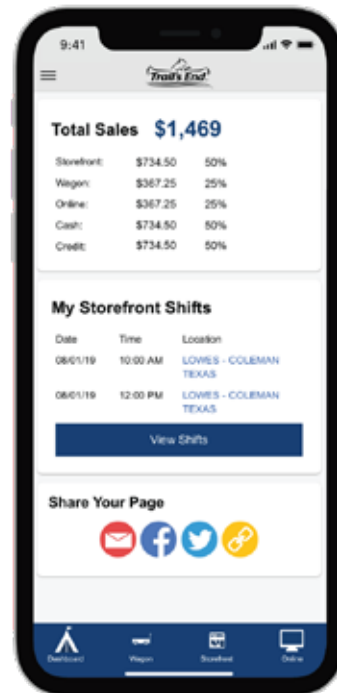 9:41
Trail's End
Total Sales $1,469
Storefront: $734.50 50%
Wagon: $367.25 25%
Online: $367.25 25%
Cash: $734.50 50%
Credit: $734.50 50%
My Storefront Shifts
Date Time Location
08/01/19 10:00 AM LOWES - COLEMAN
TEXAS
08/01/19 12:00 PM LOWES - COLEMAN
TEXAS
View Shifts
Share Your Page
Dashboard Wagon Storefront Online